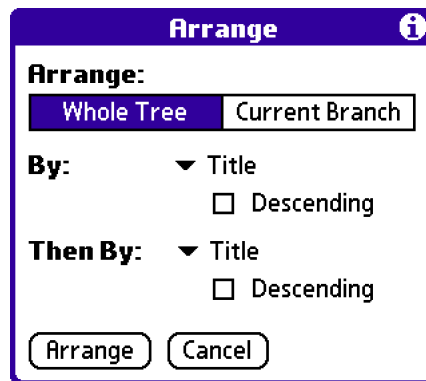 Arrange
Arrange:
Whole Tree Current Branch
By: Title
Descending
Then By: Title
Descending
Arrange Cancel